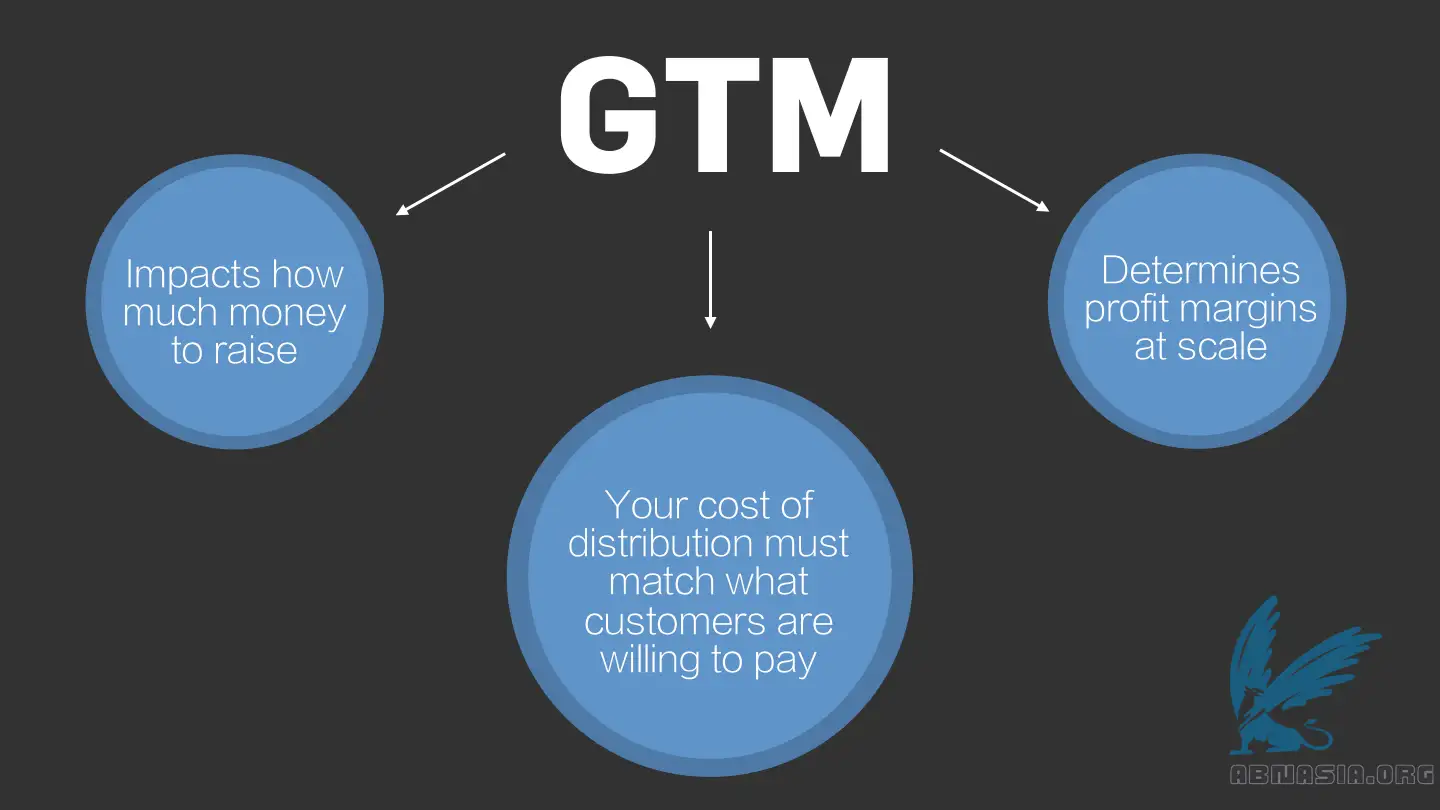 GTM
Impacts how
much money
to raise
Your cost of
distribution must
match what
customers are
willing to pay
Determines
profit margins
at scale
ABNASIA.ORG